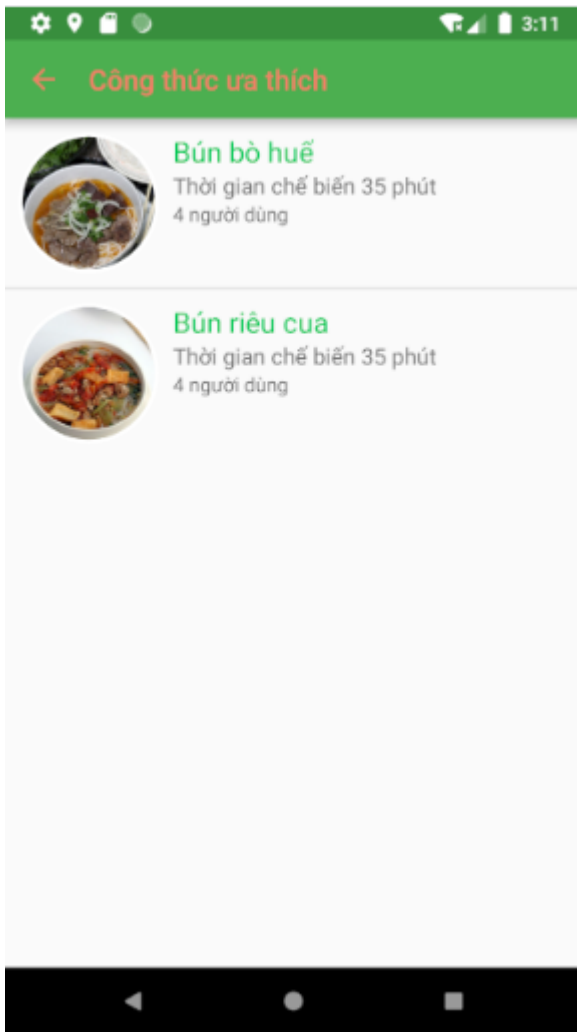 3:11
Công thức ưa thích
Bún bò huế
Thời gian chế biến 35 phút
4 người dùng
Bún riêu cua
Thời gian chế biến 35 phút
4 người dùng